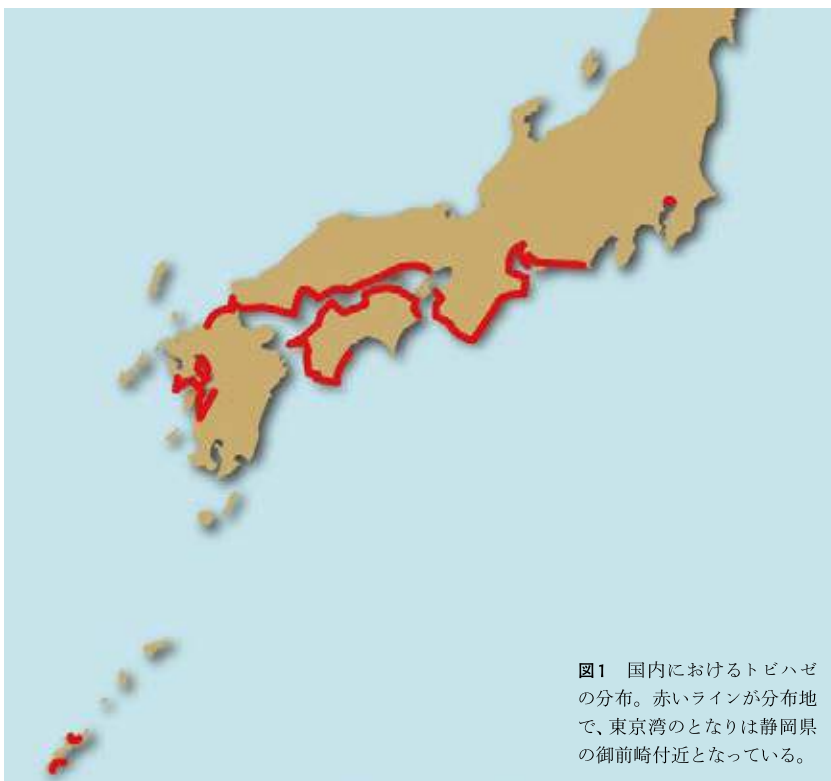 図1 国内におけるトビハゼ
の分布。赤いラインが分布地
で、東京湾のとなりは静岡県
の御前崎付近となっている。